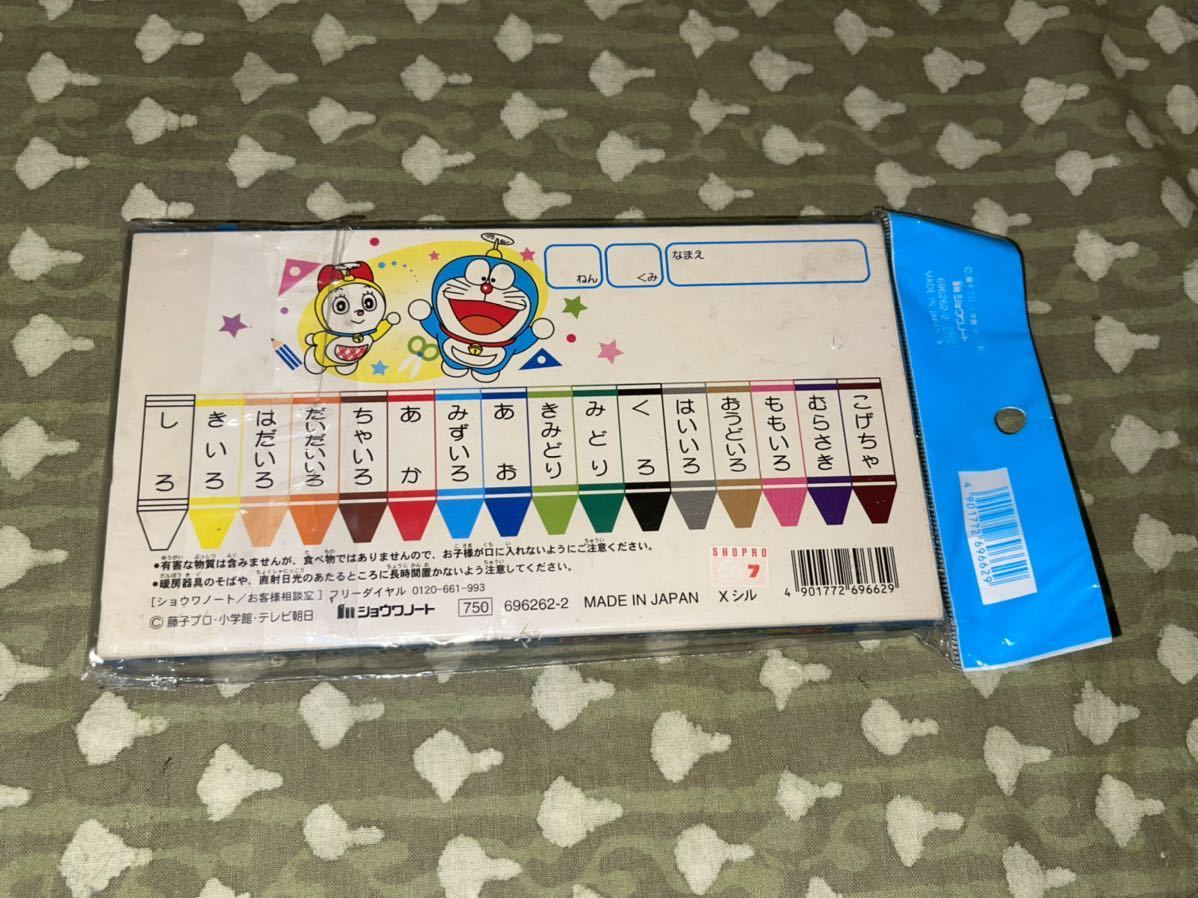 ねん
くみ
なまえ
しろ
きいろ
はだいろ
だいだいいろ
ちゃいろ
あか
みずいろ
あお
きみどり
みどり
くろ
はいいろ
おうどいろ
ももいろ
むらさき
こげちゃ
●有害な物質は含みませんが、食べ物ではありませんので、お子様が口に入れないようにご注意ください。
●暖房器具のそばや、直射日光のあたるところに長時間置かないよう注意してください。
[ショウワノート/お客様相談室] フリーダイヤル 0120-661-993
©藤子プロ・小学館・テレビ朝日
ショウワノート
750 696262-2 MADE IN JAPAN Xシル
SHOPRO
7
4 901772 696629
ショウワノート
696262-2
MADE IN JAPAN
4901772696629